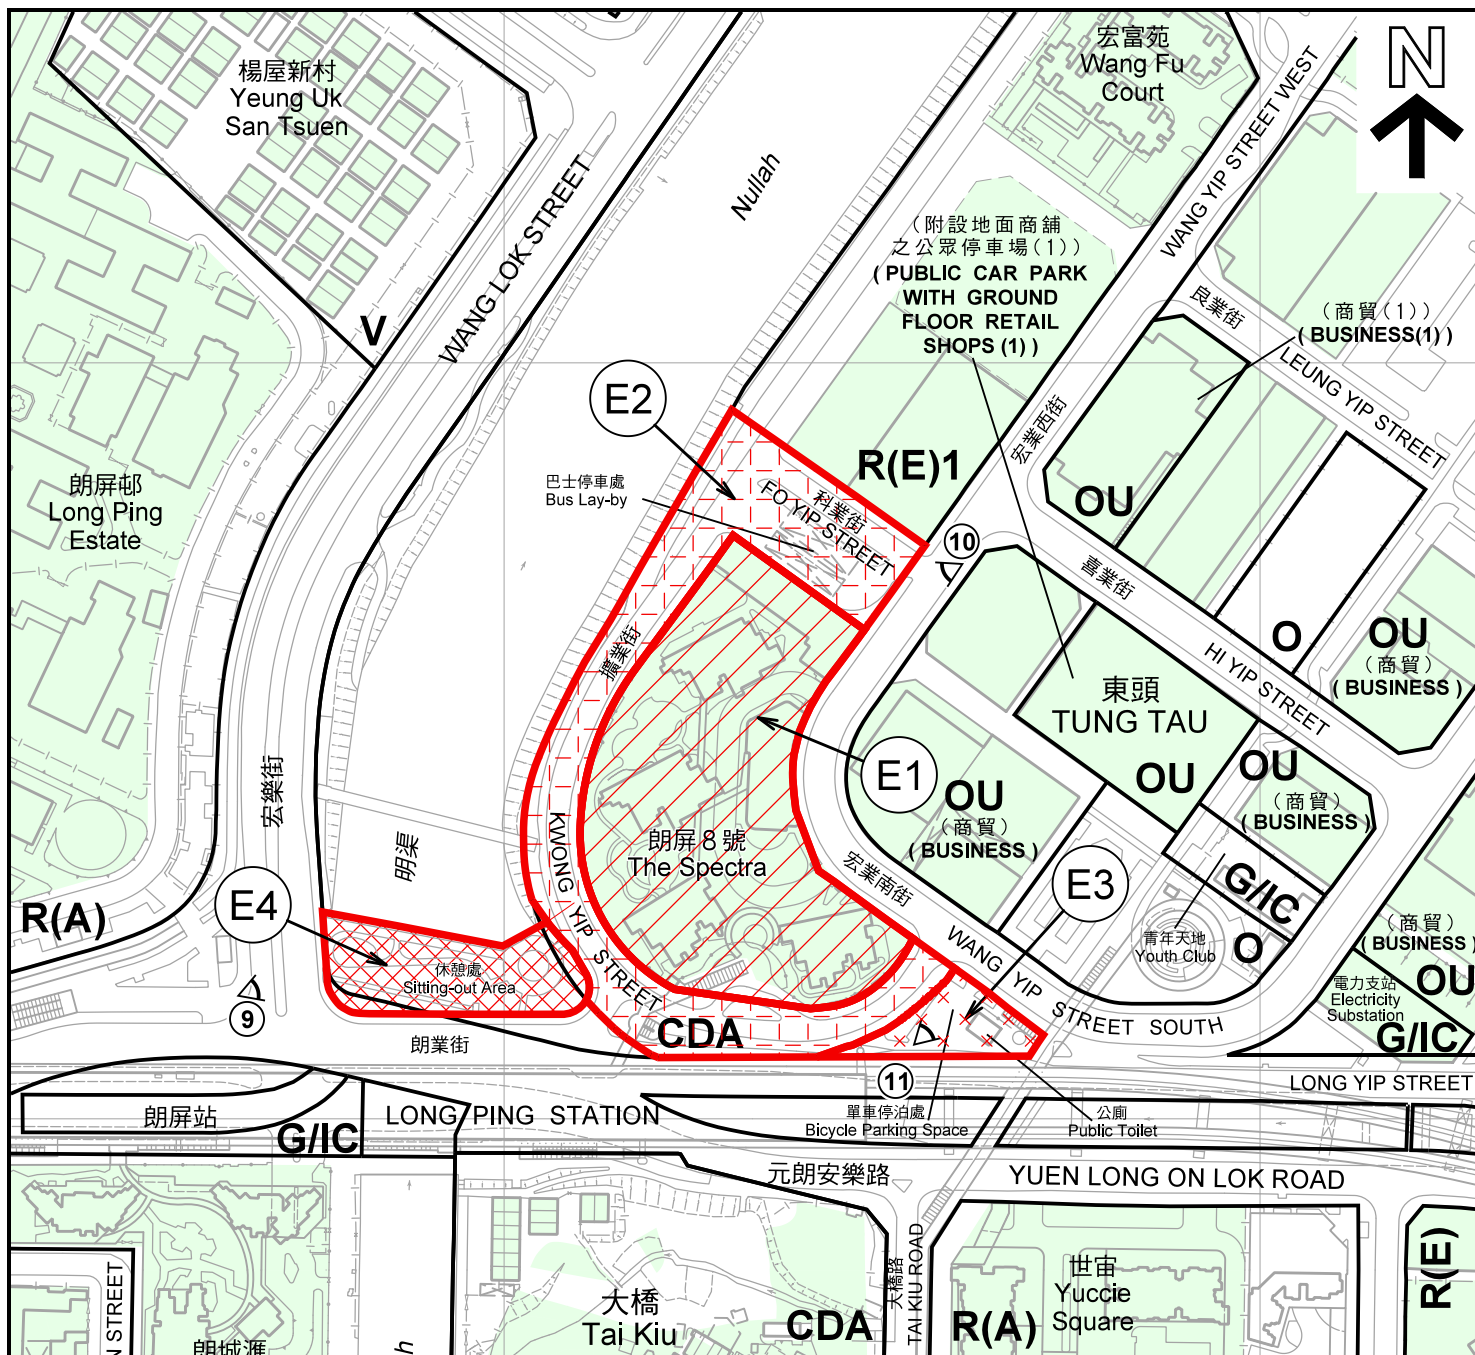 楊屋新村
Yeung Uk
San Tsuen
宏富苑
Wang Fu
Court
N
WANG YIP STREET WEST
宏業西街
WANG LOK STREET
宏樂街
Nullah
明渠
V
(附設地面商舖
之公眾停車場(1))
( PUBLIC CAR PARK
WITH GROUND
FLOOR RETAIL
SHOPS (1) )
良業街
LEUNG YIP STREET
(商貿(1))
( BUSINESS(1) )
E2
巴士停車處
Bus Lay-by
科業街
FO YIP STREET
R(E)1
OU
10
朗屏邨
Long Ping
Estate
喜業街
HI YIP STREET
O
OU
(商貿)
( BUSINESS )
擴業街
KWONG YIP STREET
東頭
TUNG TAU
OU
OU
(商貿)
( BUSINESS )
E1
OU
(商貿)
( BUSINESS )
朗屏8號
The Spectra
宏業南街
WANG YIP STREET SOUTH
E3
G/IC
O
青年天地
Youth Club
(商貿)
( BUSINESS )
OU
電力支站
Electricity
Substation
G/IC
R(A)
E4
休憩處
Sitting-out Area
9
朗業街
CDA
11
LONG YIP STREET
朗屏站
LONG PING STATION
G/IC
單車停泊處
Bicycle Parking Space
公廁
Public Toilet
元朗安樂路
YUEN LONG ON LOK ROAD
大橋路
TAI KIU ROAD
大橋
Tai Kiu
CDA
R(A)
世宙
Yuccie
Square
R(E)
朗城滙
N STREET
h